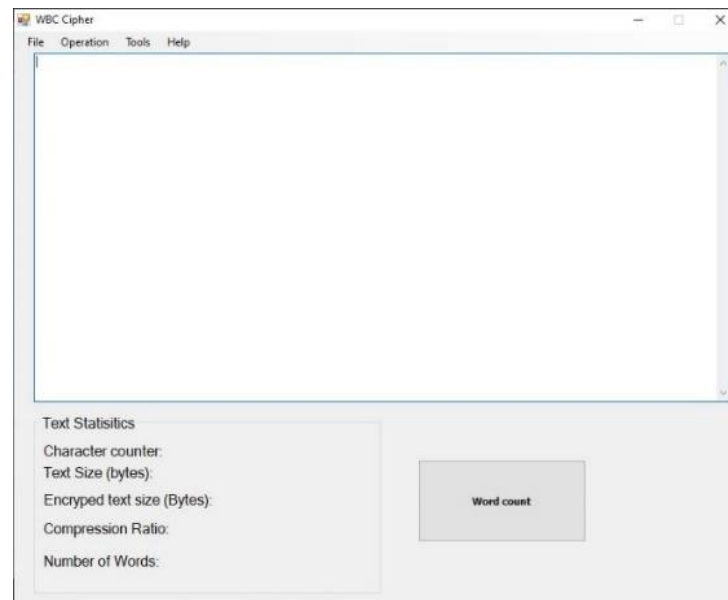 WBC Cipher
File Operation Tools Help
Text Statisitics
Character counter:
Text Size (bytes):
Encryped text size (Bytes):
Compression Ratio:
Number of Words:
Word count